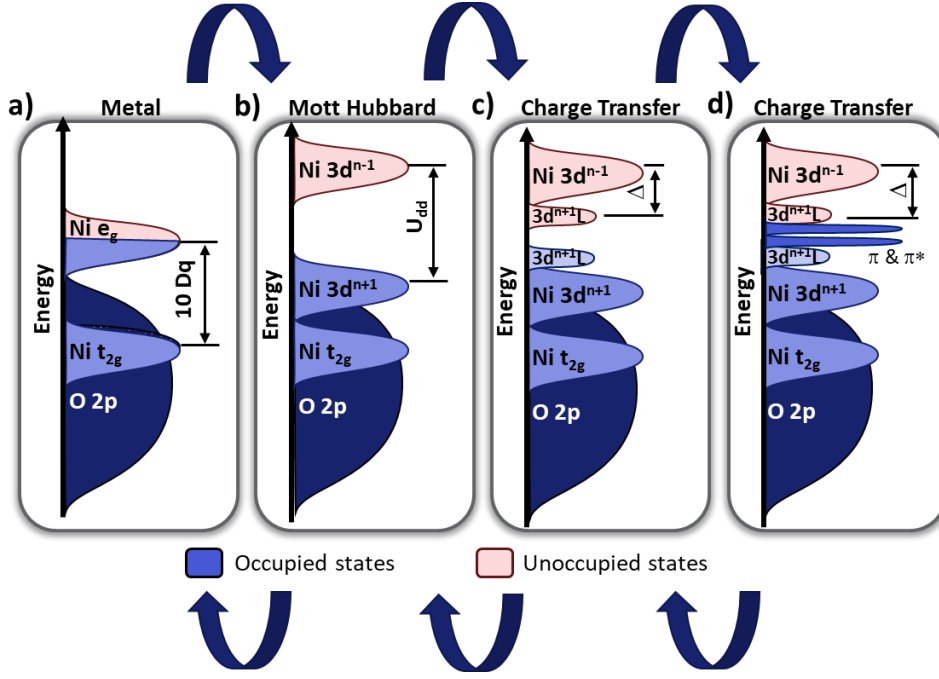 a) Metal
Energy
Ni e_g
10 Dq
Ni t_2g
O 2p
b) Mott Hubbard
Energy
Ni 3d^n-1
U_dd
Ni 3d^n+1
Ni t_2g
O 2p
c) Charge Transfer
Energy
Ni 3d^n-1
Δ
3d^n+1L
3d^n+1L
Ni 3d^n+1
Ni t_2g
O 2p
d) Charge Transfer
Energy
Ni 3d^n-1
Δ
3d^n+1L
3d^n+1L
π & π*
Ni 3d^n+1
Ni t_2g
O 2p
Occupied states
Unoccupied states